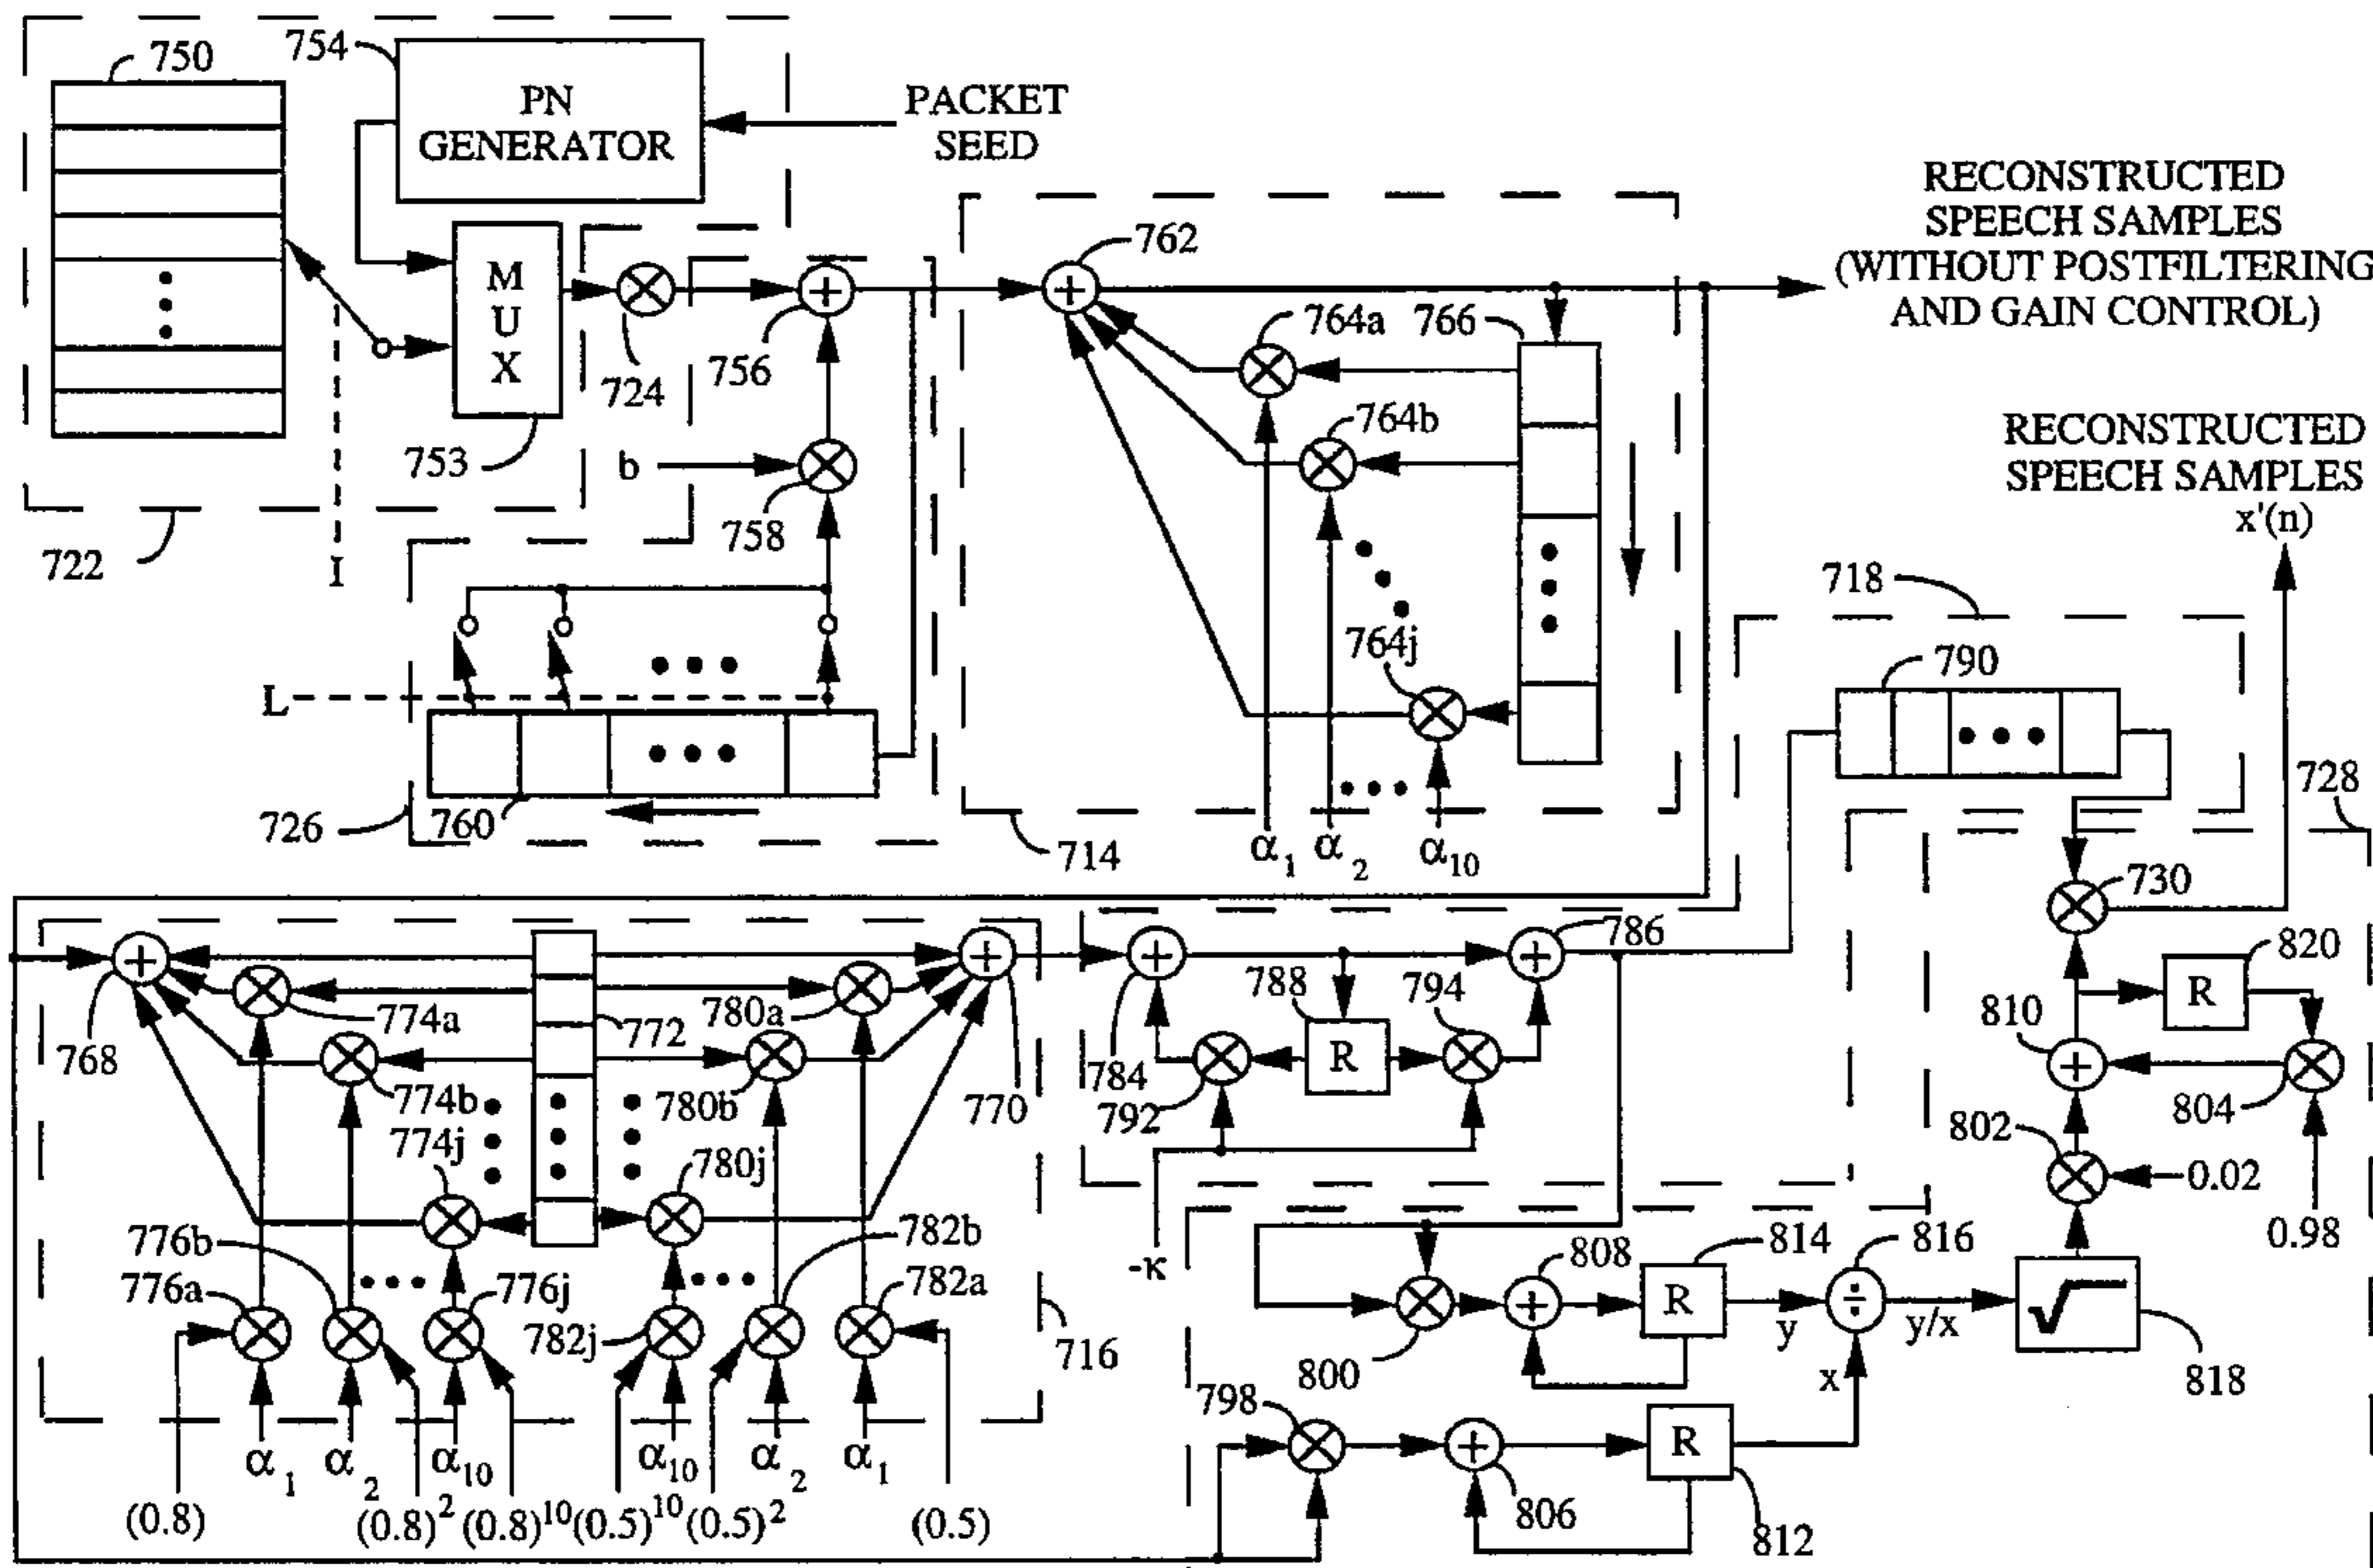 750
754
PN
GENERATOR
PACKET
SEED
M
U
X
753
724
756
b
758
722
I
L
726
760
762
764a
766
764b
764j
α1 α2 α10
714
RECONSTRUCTED
SPEECH SAMPLES
(WITHOUT POSTFILTERING
AND GAIN CONTROL)
RECONSTRUCTED
SPEECH SAMPLES
x'(n)
718
790
728
730
768
774a
772
780a
774b
780b
770
774j
780j
776b
782b
776a
776j
782j
782a
716
α1 α2 α10 α10 α2 α1
(0.8) (0.8)2 (0.8)10 (0.5)10 (0.5)2 (0.5)
784
788
R
794
786
792
-κ
820
R
810
804
802
0.02
0.98
808
814
R
816
800
y
y/x
x
818
798
806
R
812